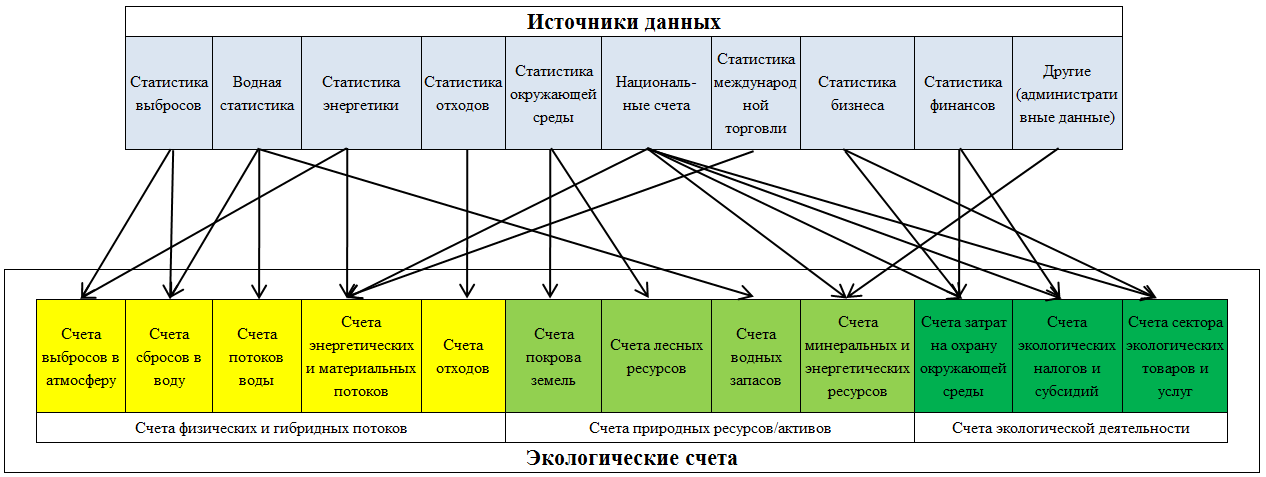 Источники данных
Статистика
выбросов
Водная
статистика
Статистика
энергетики
Статистика
отходов
Статистика
окружающей
среды
Националь-
ные счета
Статистика
международ
ной
торговли
Статистика
бизнеса
Статистика
финансов
Другие
(администрати
вные данные)
Счета
выбросов в
атмосферу
Счета
сбросов в
воду
Счета
потоков
воды
Счета
энергетических
и материальных
потоков
Счета
отходов
Счета
покрова
земель
Счета лесных
ресурсов
Счета
водных
запасов
Счета
минеральных и
энергетических
ресурсов
Счета затрат
на охрану
окружающей
среды
Счета
экологических
налогов и
субсидий
Счета сектора
экологических
товаров и
услуг
Счета физических и гибридных потоков
Счета природных ресурсов/активов
Счета экологической деятельности
Экологические счета